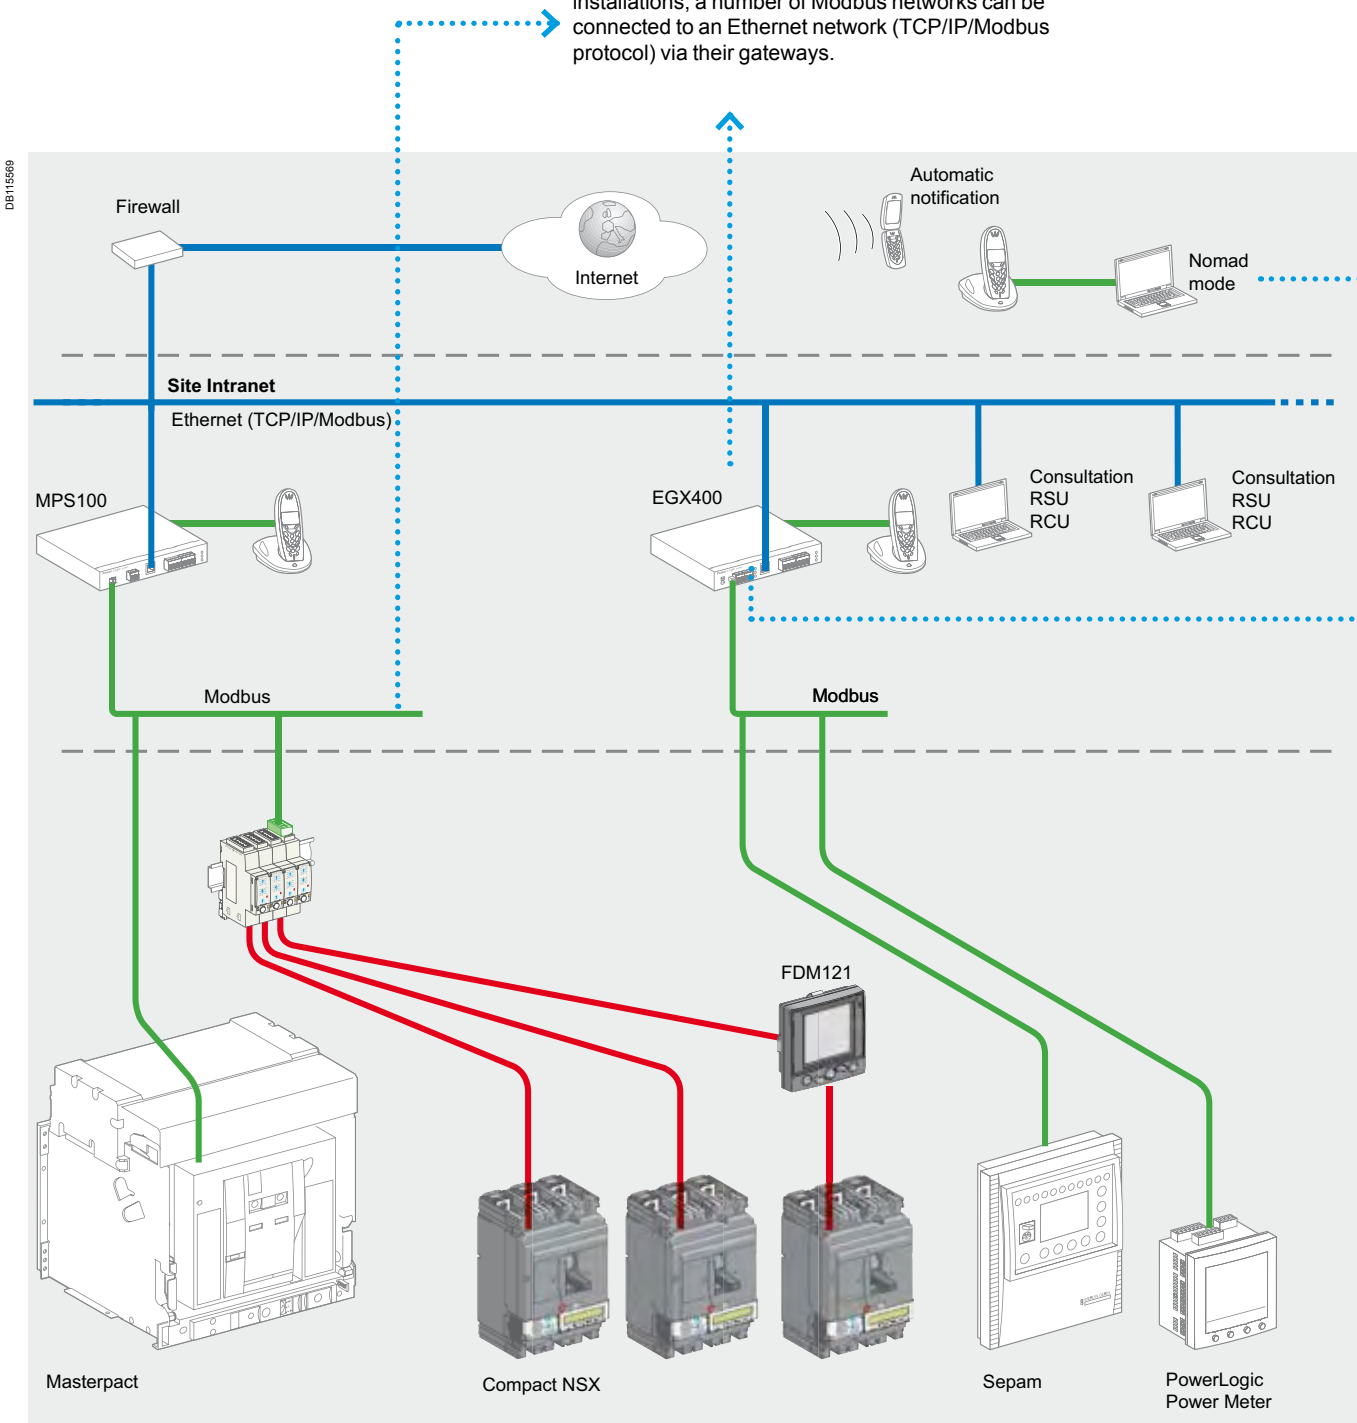 installations, a number of Modbus networks can be
connected to an Ethernet network (TCP/IP/Modbus
protocol) via their gateways.
DB115569
Firewall
Internet
Automatic
notification
Nomad
mode
Site Intranet
Ethernet (TCP/IP/Modbus)
MPS100
EGX400
Consultation
RSU
RCU
Consultation
RSU
RCU
Modbus
Modbus
FDM121
Masterpact
Compact NSX
Sepam
PowerLogic
Power Meter